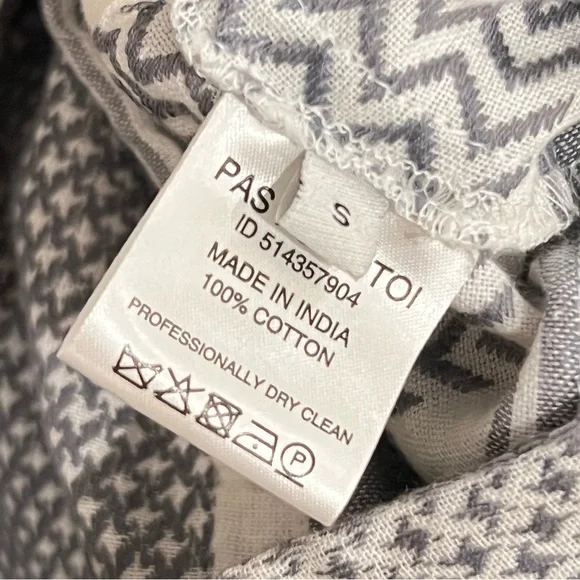 PAS TOI
S
ID 514357904
MADE IN INDIA
100% COTTON
PROFESSIONALLY DRY CLEAN
P